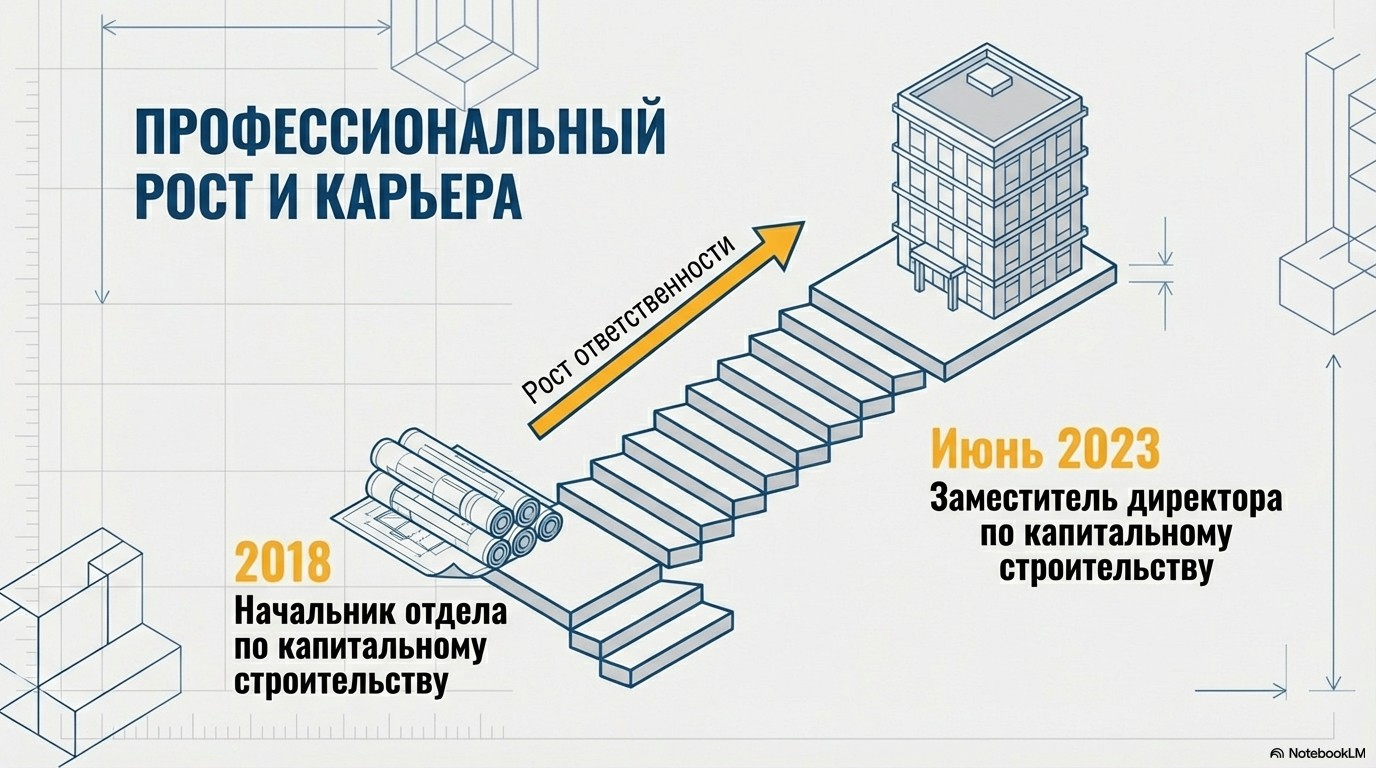 ПРОФЕССИОНАЛЬНЫЙ
РОСТ И КАРЬЕРА
Рост ответственности
2018
Начальник отдела
по капитальному
строительству
Июнь 2023
Заместитель директора
по капитальному
строительству
NotebookLM